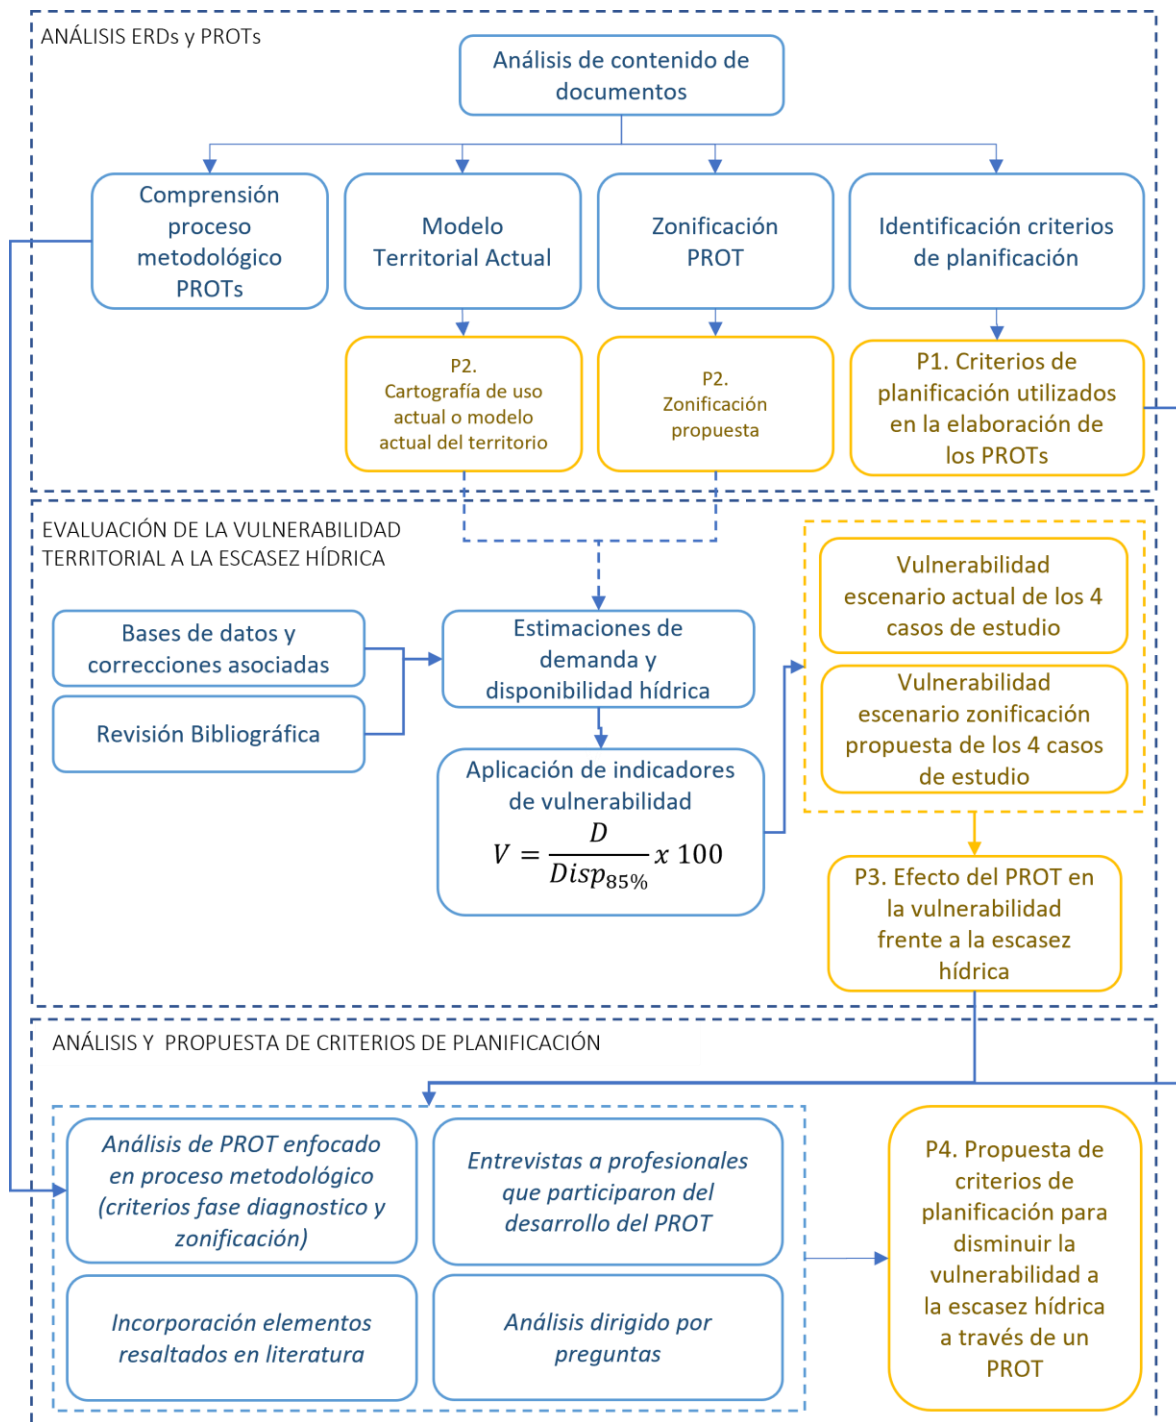 ANÁLISIS ERDs y PROTs
Análisis de contenido de
documentos
Comprensión
proceso
metodológico
PROTs
Modelo
Territorial Actual
Zonificación
PROT
Identificación criterios
de planificación
P2.
Cartografía de uso
actual o modelo
actual del territorio
P2.
Zonificación
propuesta
P1. Criterios de
planificación utilizados
en la elaboración de
los PROTs
EVALUACIÓN DE LA VULNERABILIDAD
TERRITORIAL A LA ESCASEZ HÍDRICA
Bases de datos y
correcciones asociadas
Revisión Bibliográfica
Estimaciones de
demanda y
disponibilidad hídrica
Aplicación de indicadores
de vulnerabilidad
V = D / Disp85% x 100
Vulnerabilidad
escenario actual de los 4
casos de estudio
Vulnerabilidad
escenario zonificación
propuesta de los 4 casos
de estudio
P3. Efecto del PROT en
la vulnerabilidad
frente a la escasez
hídrica
ANÁLISIS Y PROPUESTA DE CRITERIOS DE PLANIFICACIÓN
Análisis de PROT enfocado
en proceso metodológico
(criterios fase diagnostico y
zonificación)
Entrevistas a profesionales
que participaron del
desarrollo del PROT
Incorporación elementos
resaltados en literatura
Análisis dirigido por
preguntas
P4. Propuesta de
criterios de
planificación para
disminuir la
vulnerabilidad a
la escasez hídrica
a través de un
PROT